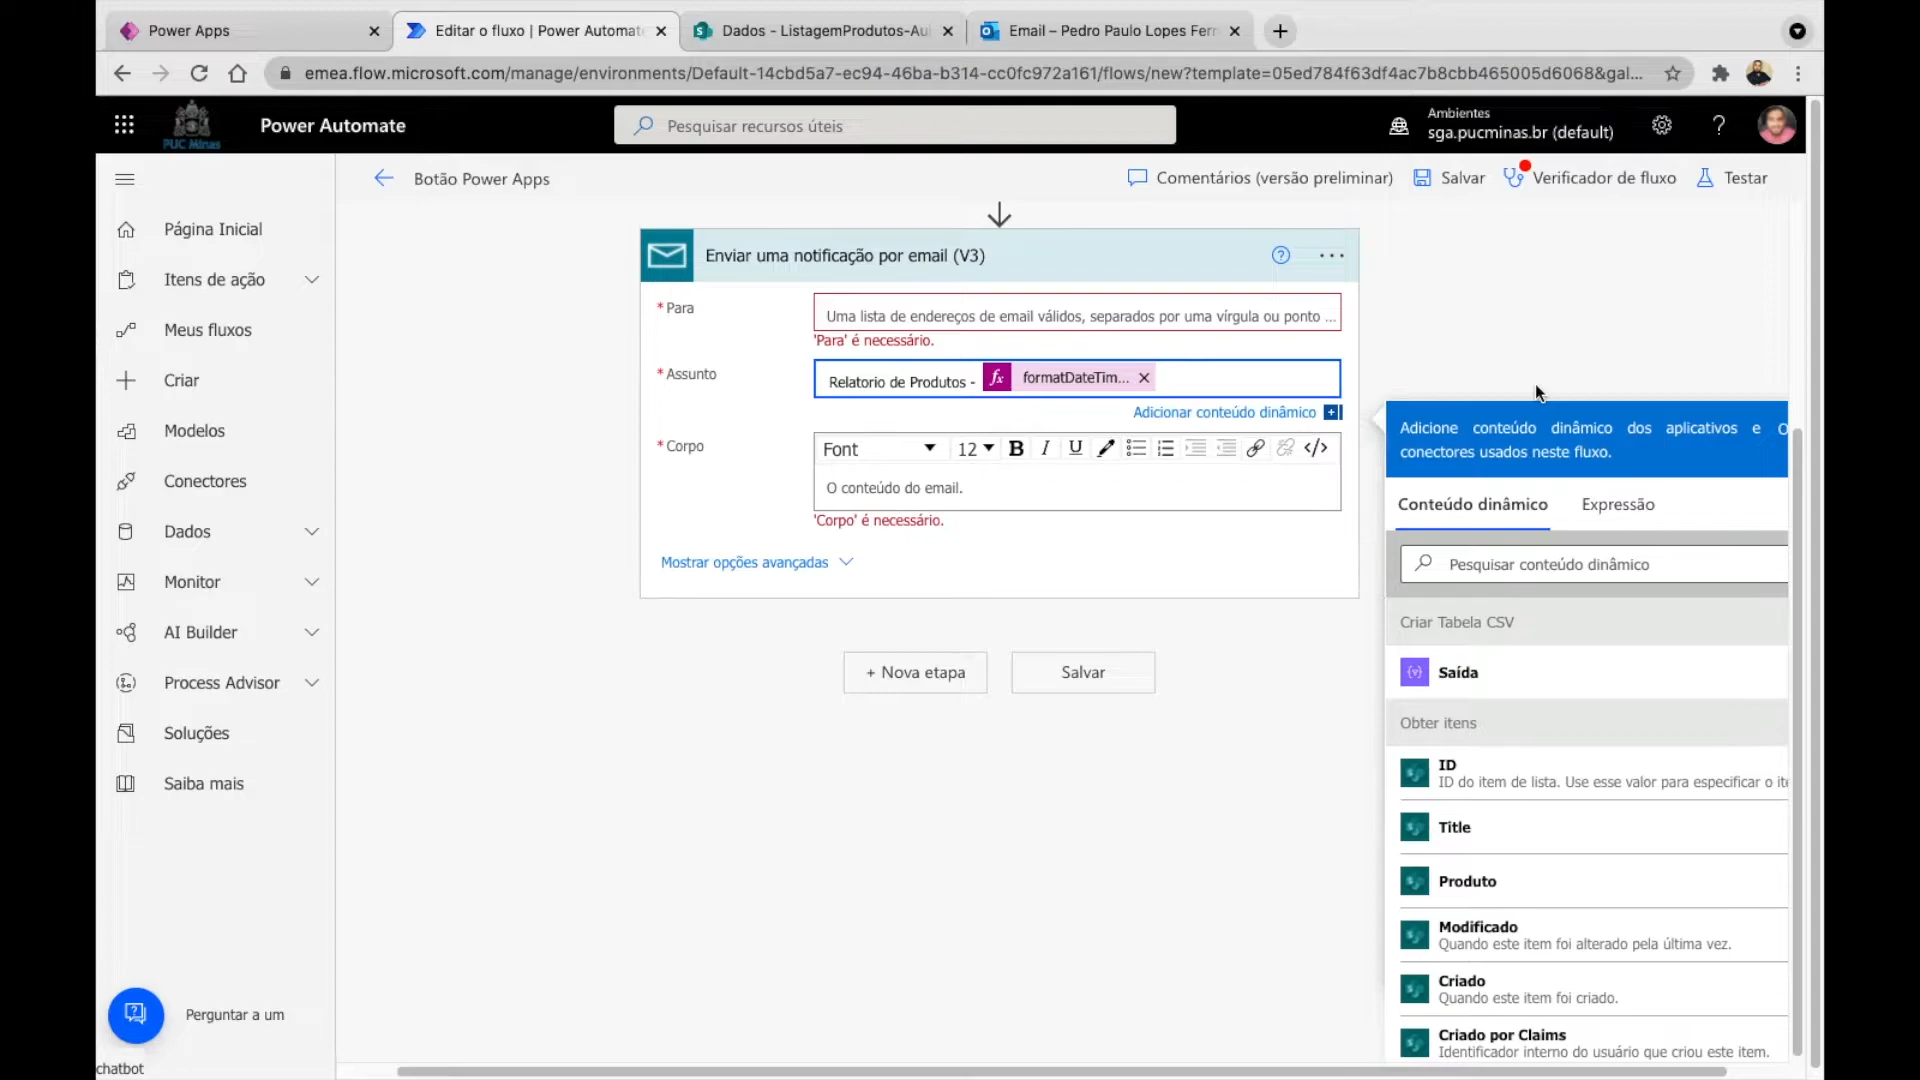 Power Apps
Editar o fluxo | Power Automate
Dados - ListagemProdutos-Aul
Email – Pedro Paulo Lopes Fern
emea.flow.microsoft.com/manage/environments/Default-14cbd5a7-ec94-46ba-b314-cc0fc972a161/flows/new?template=05ed784f63df4ac7b8cbb465005d6068&gal...
PUC Minas
Power Automate
Pesquisar recursos úteis
Ambientes
sga.pucminas.br (default)
Botão Power Apps
Comentários (versão preliminar)
Salvar
Verificador de fluxo
Testar
Página Inicial
Itens de ação
Meus fluxos
Criar
Modelos
Conectores
Dados
Monitor
AI Builder
Process Advisor
Soluções
Saiba mais
Perguntar a um
chatbot
Enviar uma notificação por email (V3)
* Para
Uma lista de endereços de email válidos, separados por uma vírgula ou ponto ...
'Para' é necessário.
* Assunto
Relatorio de Produtos - fx formatDateTim...
Adicionar conteúdo dinâmico
* Corpo
Font 12 B I U </>
O conteúdo do email.
'Corpo' é necessário.
Mostrar opções avançadas
+ Nova etapa
Salvar
Adicione conteúdo dinâmico dos aplicativos e
conectores usados neste fluxo.
Conteúdo dinâmico
Expressão
Pesquisar conteúdo dinâmico
Criar Tabela CSV
Saída
Obter itens
ID
ID do item de lista. Use esse valor para especificar o ite
Title
Produto
Modificado
Quando este item foi alterado pela última vez.
Criado
Quando este item foi criado.
Criado por Claims
Identificador interno do usuário que criou este item.